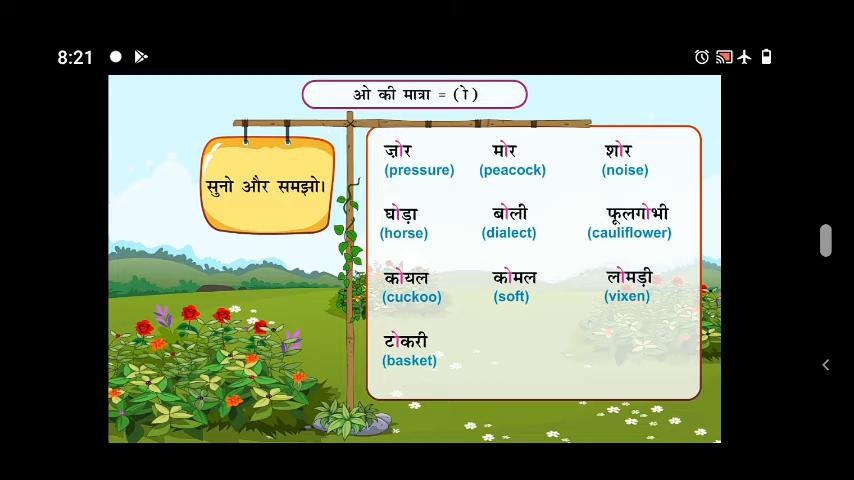 8:21
ओ की मात्रा = (ो)
सुनो और समझो।
ज़ोर मोर शोर
(pressure) (peacock) (noise)
घोड़ा बोली फूलगोभी
(horse) (dialect) (cauliflower)
कोयल कोमल लोमड़ी
(cuckoo) (soft) (vixen)
टोकरी
(basket)